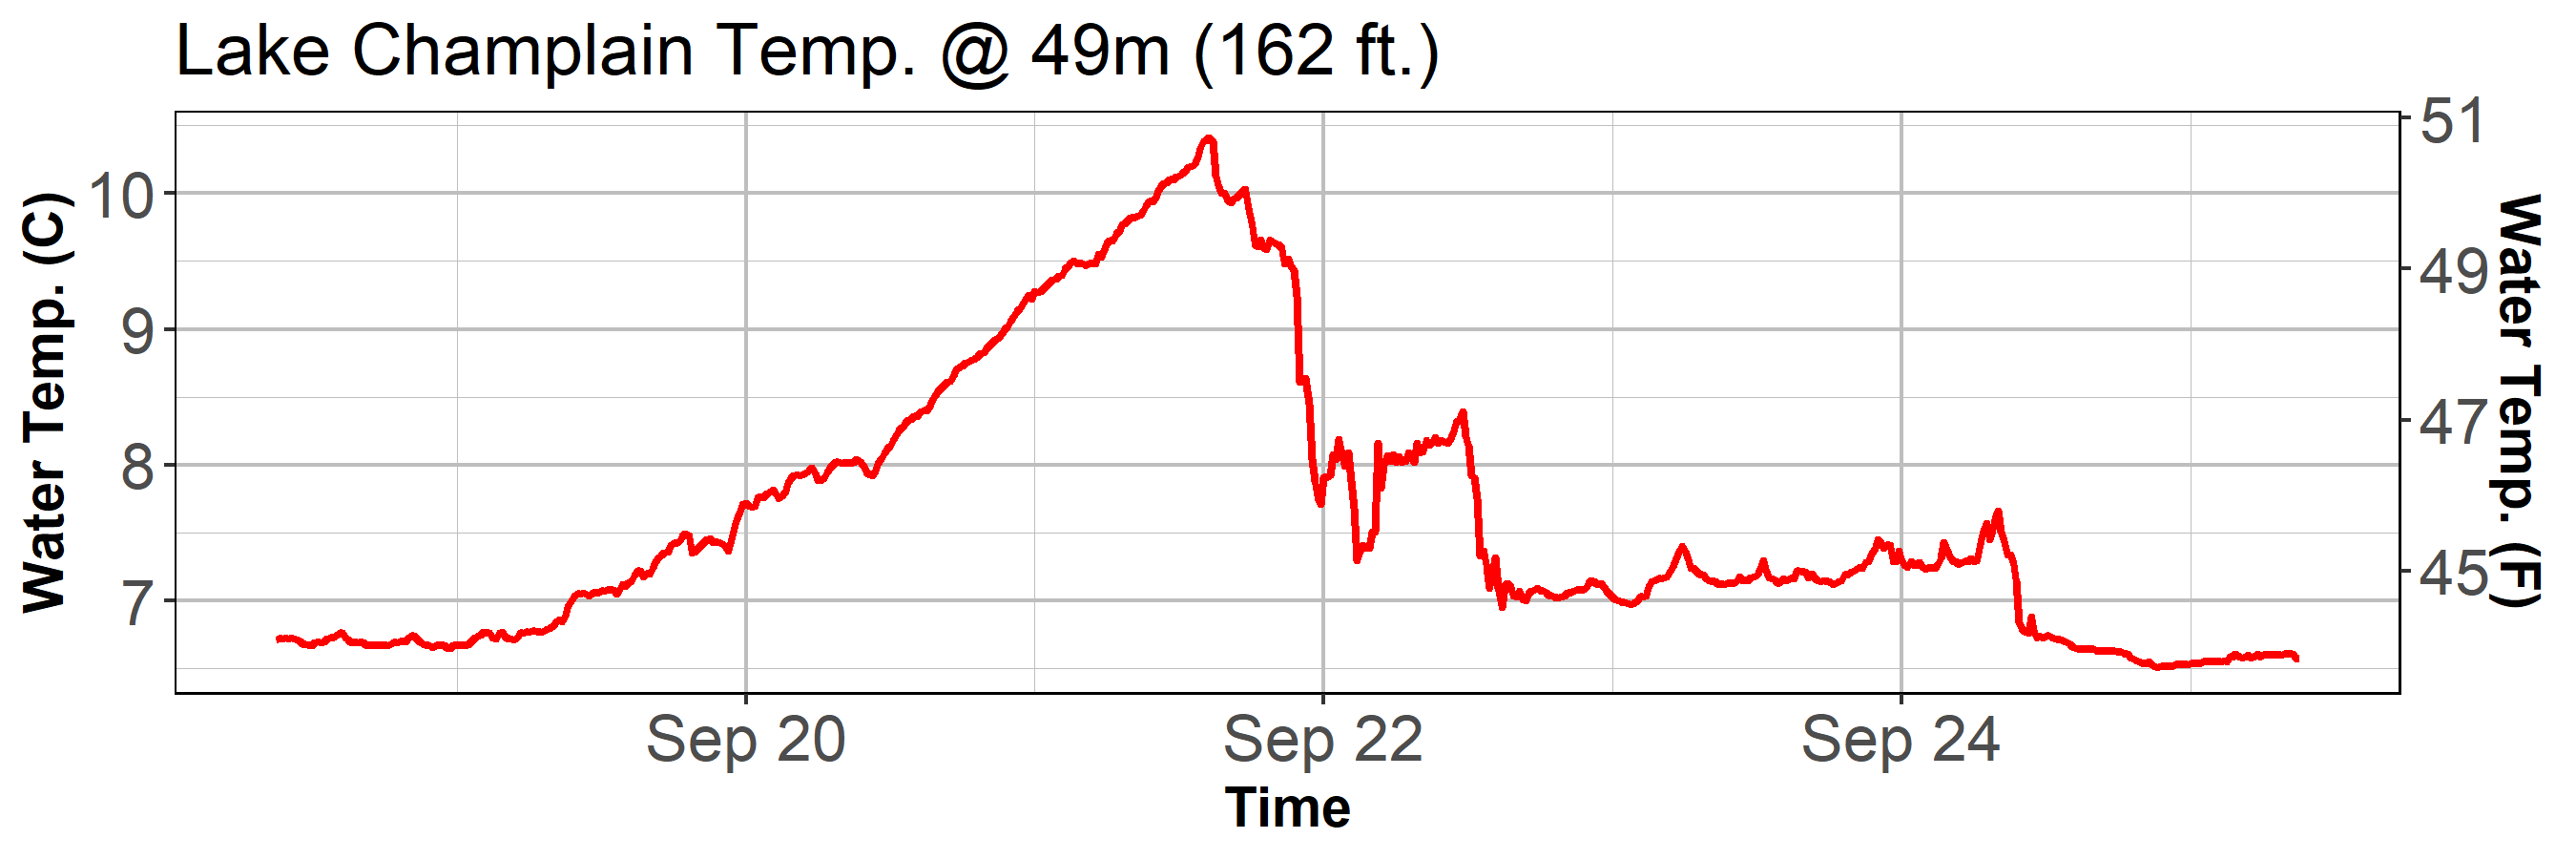 Lake Champlain Temp. @ 49m (162 ft.)
Water Temp. (C)
10
9
8
7
51
49
47
45
Water Temp. (F)
Sep 20
Sep 22
Sep 24
Time